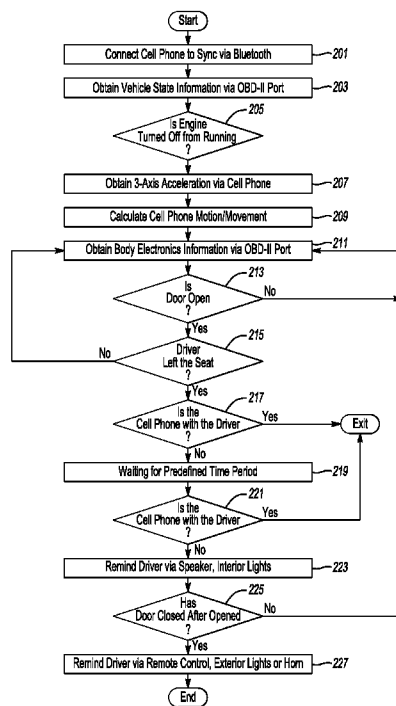 Start
Connect Cell Phone to Sync via Bluetooth
201
Obtain Vehicle State Information via OBD-II Port
203
205
Is Engine
Turned Off from Running
?
Obtain 3-Axis Acceleration via Cell Phone
207
Calculate Cell Phone Motion/Movement
209
Obtain Body Electronics Information via OBD-II Port
211
213
Is
Door Open
?
No
Yes
215
No
Driver
Left the Seat
?
Yes
217
Is the
Cell Phone with the Driver
?
Yes
Exit
No
Waiting for Predefined Time Period
219
221
Is the
Cell Phone with the Driver
?
Yes
No
Remind Driver via Speaker, Interior Lights
223
225
Has
Door Closed After Opened
?
No
Yes
Remind Driver via Remote Control, Exterior Lights or Horn
227
End